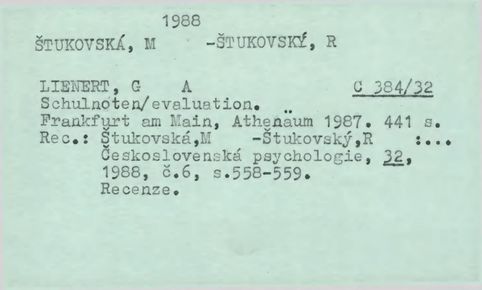 1988
ŠTUKOVSKÁ, M -ŠTUKOVSKÝ, R
LIENERT, G A C 384/32
Schulnoten/evaluation.
Frankfurt am Main, Athenäum 1987. 441 s.
Rec.: Štukovská,M -Štukovský,R :...
Československá psychologie, 32,
1988, č.6, s.558-559.
Recenze.